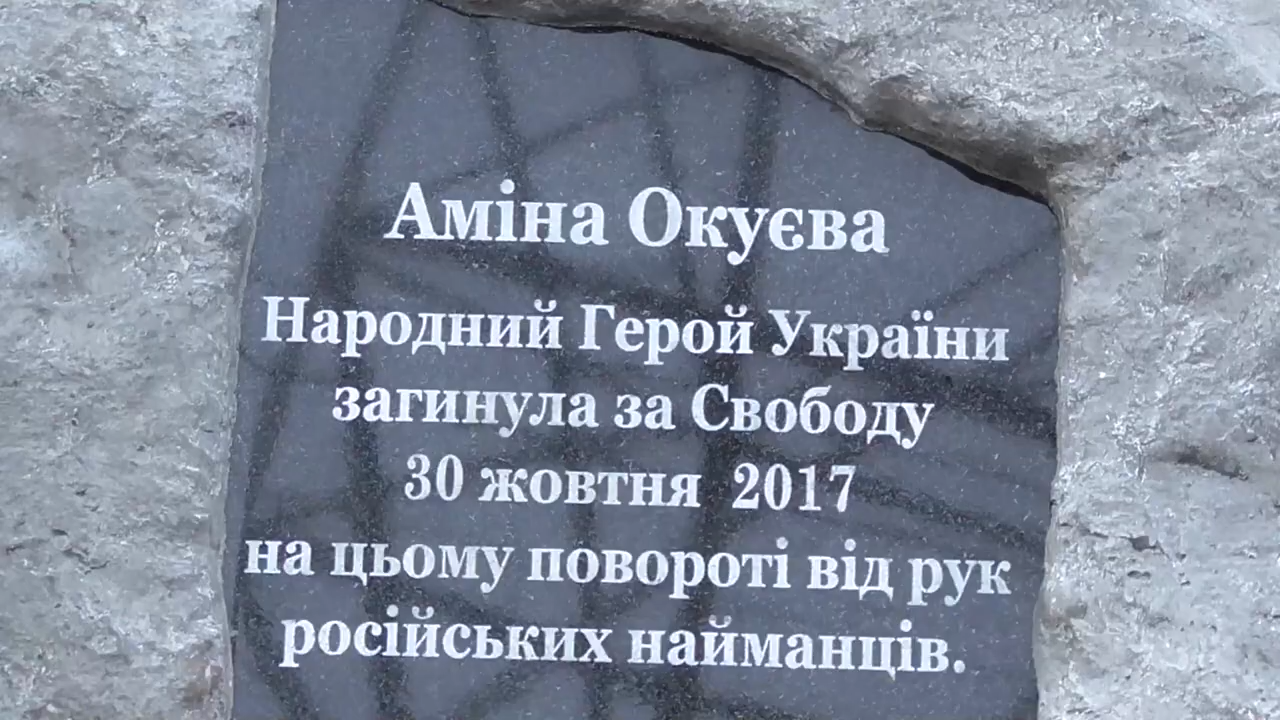 Аміна Окуєва
Народний Герой України
загинула за Свободу
30 жовтня 2017
на цьому повороті від рук
російських найманців.